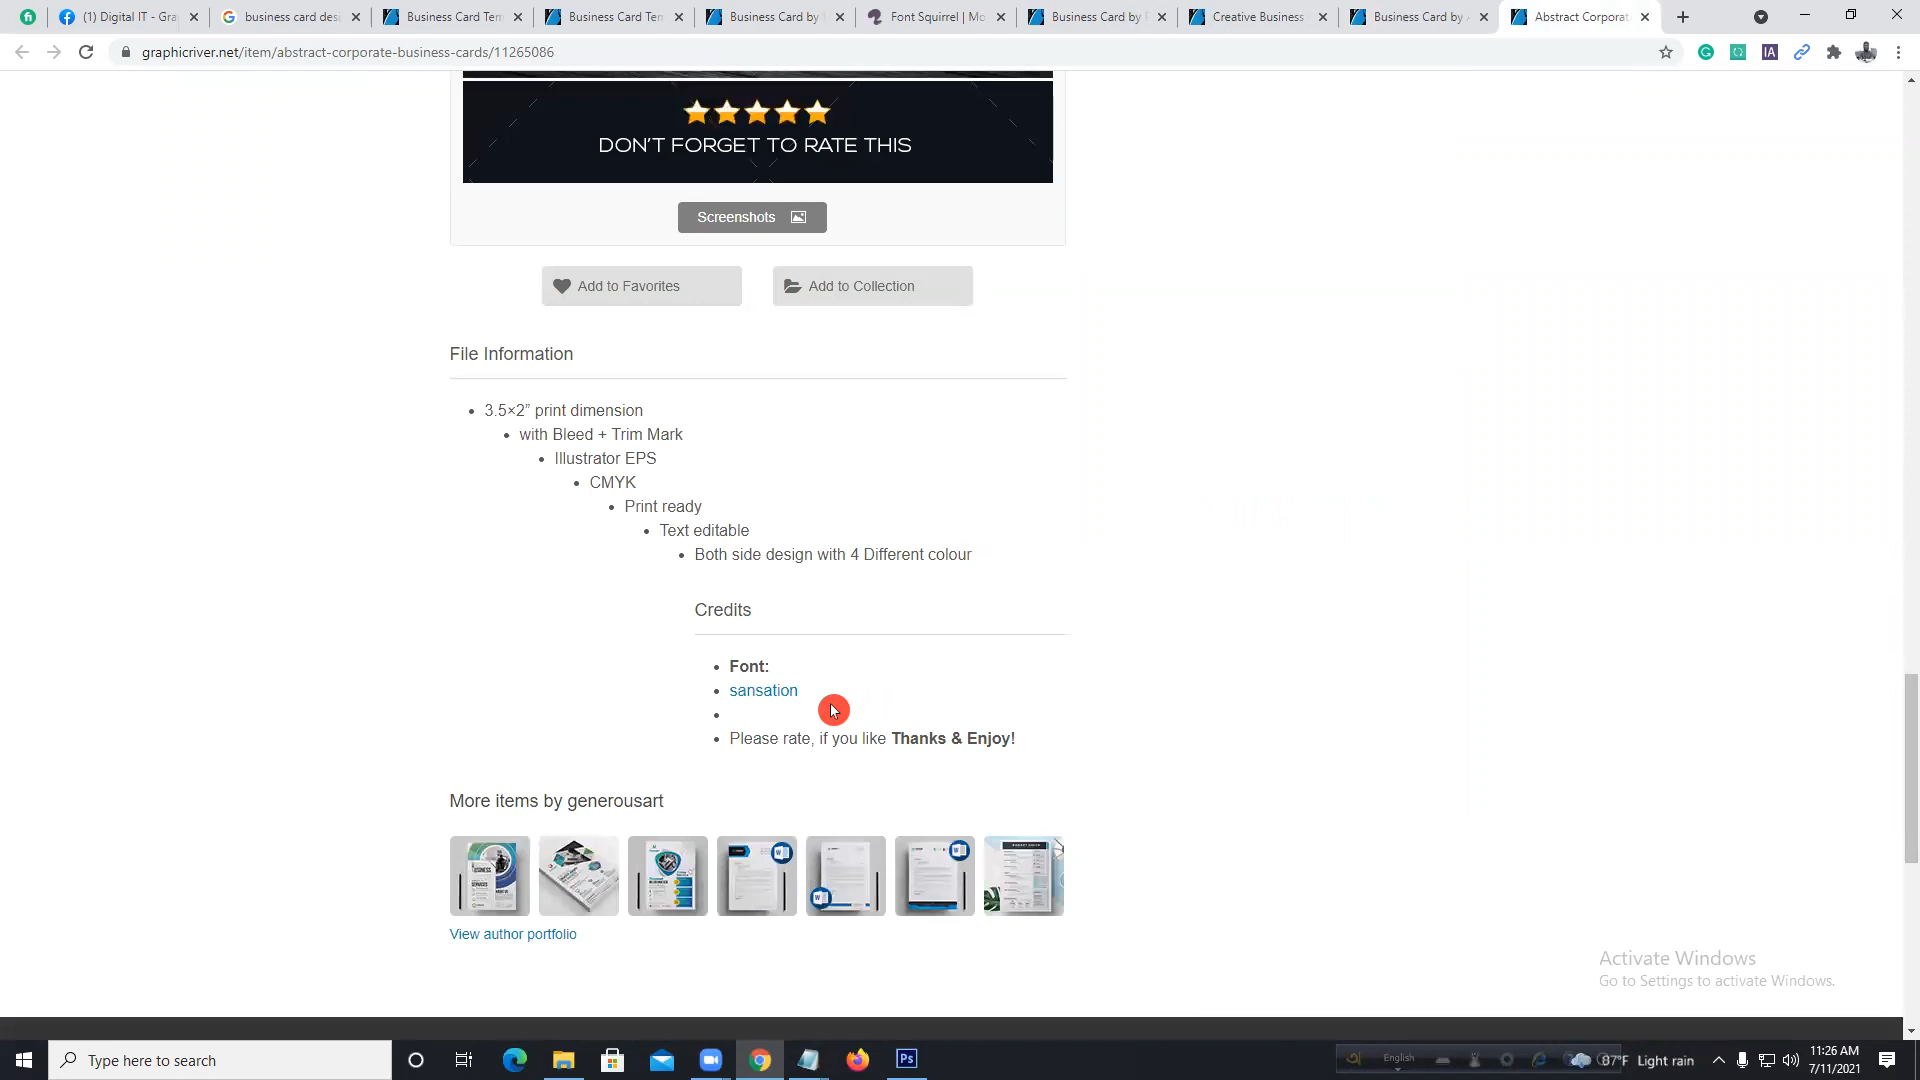 (1) Digital IT - Gra
business card des
Business Card Tem
Business Card Tem
Business Card by
Font Squirrel | Mo
Business Card by
Creative Business
Business Card by
Abstract Corporat
graphicriver.net/item/abstract-corporate-business-cards/11265086
IA
DON'T FORGET TO RATE THIS
Screenshots
Add to Favorites
Add to Collection
File Information
3.5×2” print dimension
with Bleed + Trim Mark
Illustrator EPS
CMYK
Print ready
Text editable
Both side design with 4 Different colour
Credits
Font:
sansation
Please rate, if you like Thanks & Enjoy!
More items by generousart
View author portfolio
Activate Windows
Go to Settings to activate Windows.
Type here to search
Ps
English
87°F Light rain
11:26 AM
7/11/2021